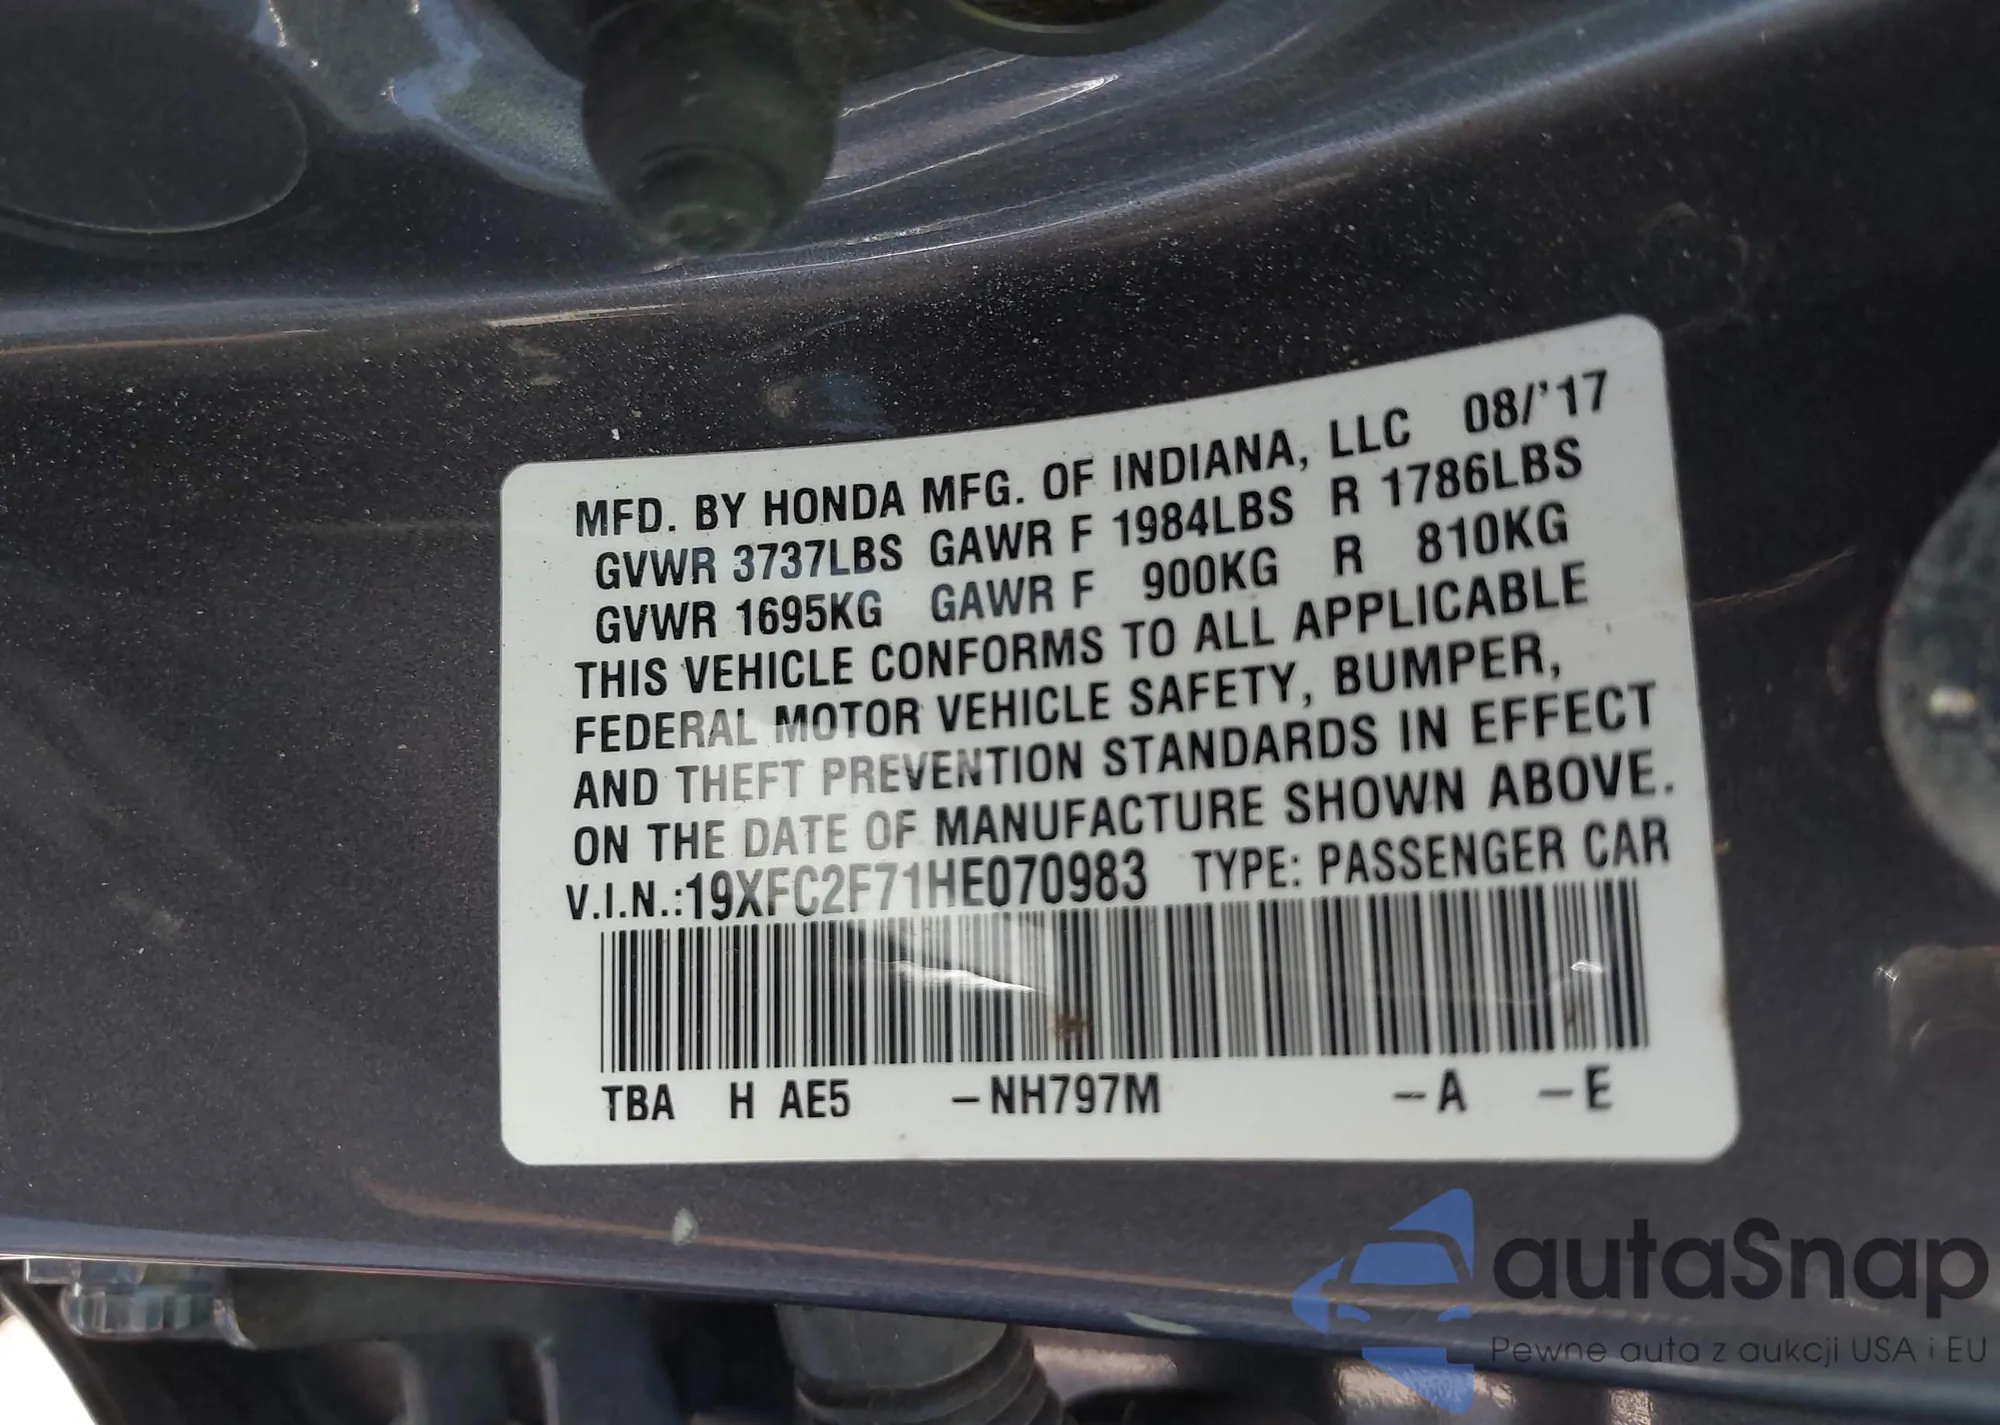 MFD. BY HONDA MFG. OF INDIANA, LLC 08/'17
GVWR 3737LBS GAWR F 1984LBS R 1786LBS
GVWR 1695KG GAWR F 900KG R 810KG
THIS VEHICLE CONFORMS TO ALL APPLICABLE
FEDERAL MOTOR VEHICLE SAFETY, BUMPER,
AND THEFT PREVENTION STANDARDS IN EFFECT
ON THE DATE OF MANUFACTURE SHOWN ABOVE.
V.I.N.:19XFC2F71HE070983 TYPE: PASSENGER CAR
TBA H AE5 -NH797M -A -E
autaSnap
Pewne auta z aukcji USA i EU